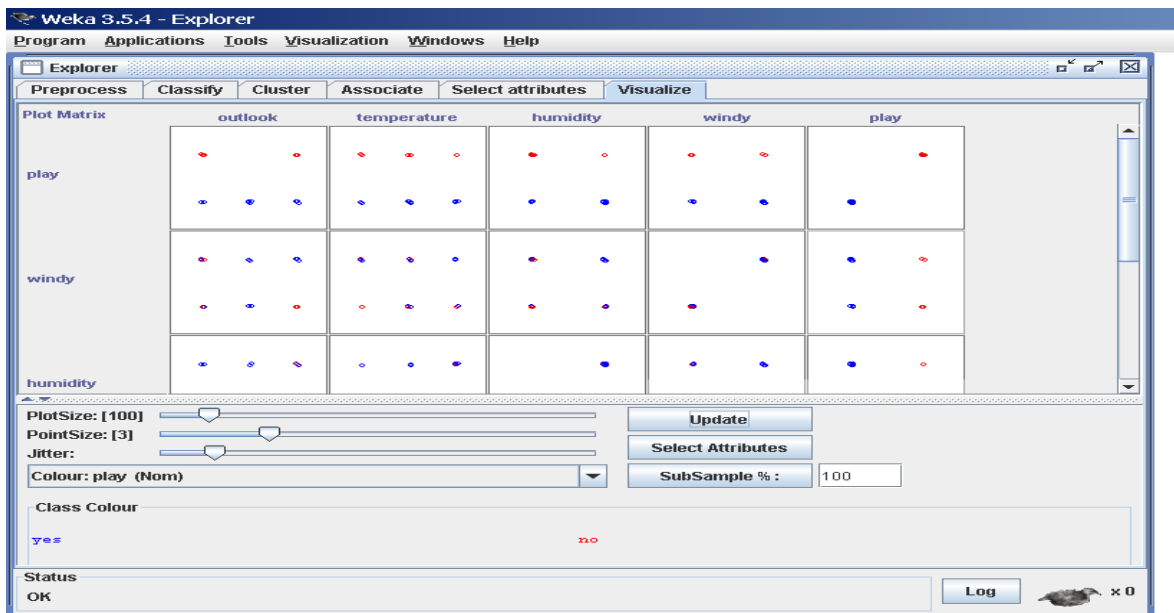 Weka 3.5.4 - Explorer
Program Applications Tools Visualization Windows Help
Explorer
Preprocess Classify Cluster Associate Select attributes Visualize
Plot Matrix outlook temperature humidity windy play
play
windy
humidity
PlotSize: [100]
Update
PointSize: [3]
Select Attributes
Jitter:
Colour: play (Nom)
SubSample % : 100
Class Colour
yes no
Status
OK
Log x 0